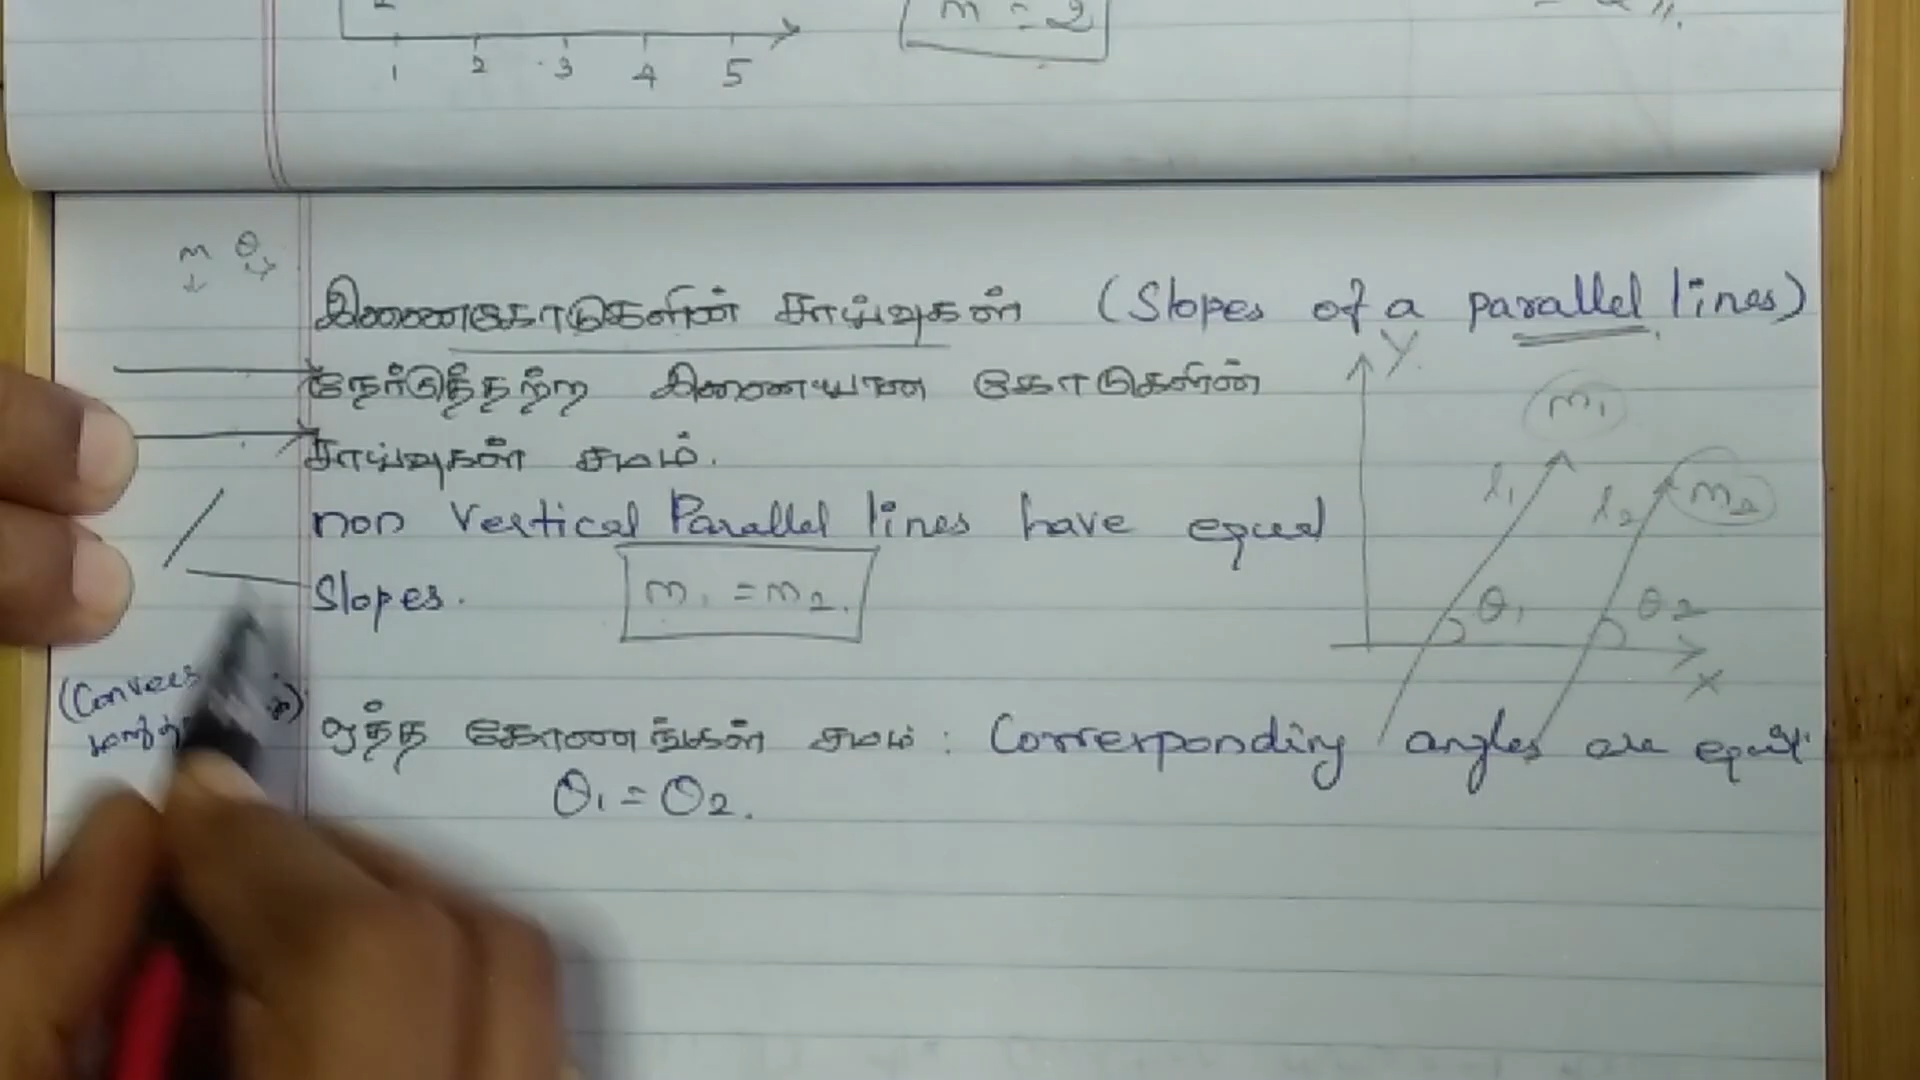 m = 2
1 2 3 4 5
m θ
இணைகோடுகளின் சாய்வுகள் (Slopes of a parallel lines)
நேர்குத்தற்ற இணையான கோடுகளின்
சாய்வுகள் சமம்.
non Vertical Parallel lines have equal
Slopes. m₁ = m₂.
Y
m₁
l₁ l₂ m₂
θ₁ θ2
X
ஒத்த கோணங்கள் சமம் : Corresponding angles are equal
θ₁ = θ₂.